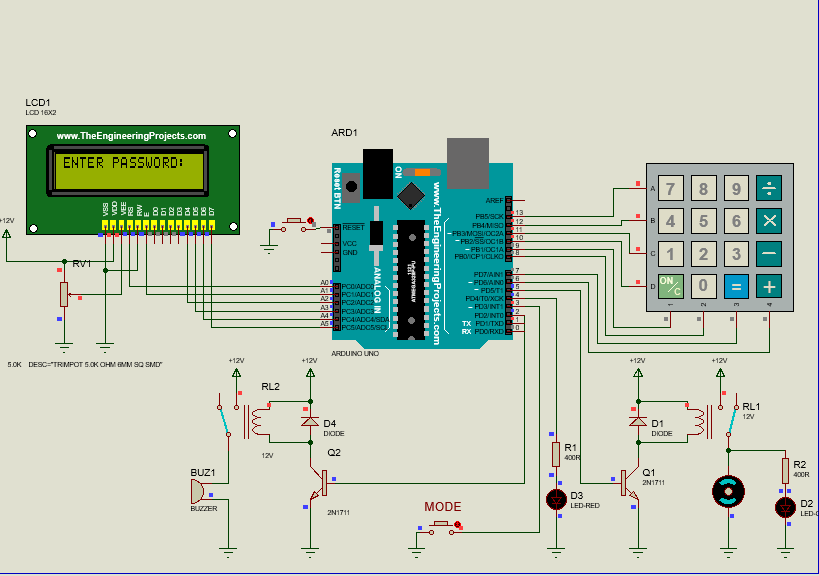 LCD1
LCD 16X2
www.TheEngineeringProjects.com
ENTER PASSWORD:
VSS VDD VEE RS RW E D0 D1 D2 D3 D4 D5 D6 D7
+12V
RV1
5.0K DESC="TRIMPOT 5.0K OHM 6MM SQ SMD"
ARD1
Reset BTN
ON
www.TheEngineeringProjects.com
ANALOG IN
RESET
VCC
GND
A0 PC0/ADC0
A1 PC1/ADC1
A2 PC2/ADC2
A3 PC3/ADC3
A4 PC4/ADC4/SDA
A5 PC5/ADC5/SCL
AREF
PB5/SCK 13
PB4/MISO 12
PB3/MOSI/OC2A 11
PB2/SS/OC1B 10
PB1/OC1A 9
PB0/ICP1/CLKO 8
PD7/AIN1 7
PD6/AIN0 6
PD5/T1 5
PD4/T0/XCK 4
PD3/INT1 3
PD2/INT0 2
TX PD1/TXD 1
RX PD0/RXD 0
ARDUINO UNO
A 7 8 9 ÷
B 4 5 6 ×
C 1 2 3 −
D ON/C 0 = +
1 2 3 4
+12V
RL2
12V
+12V
D4
DIODE
Q2
2N1711
BUZ1
BUZZER
MODE
R1
400R
D3
LED-RED
+12V
D1
DIODE
Q1
2N1711
+12V
RL1
12V
R2
400R
D2